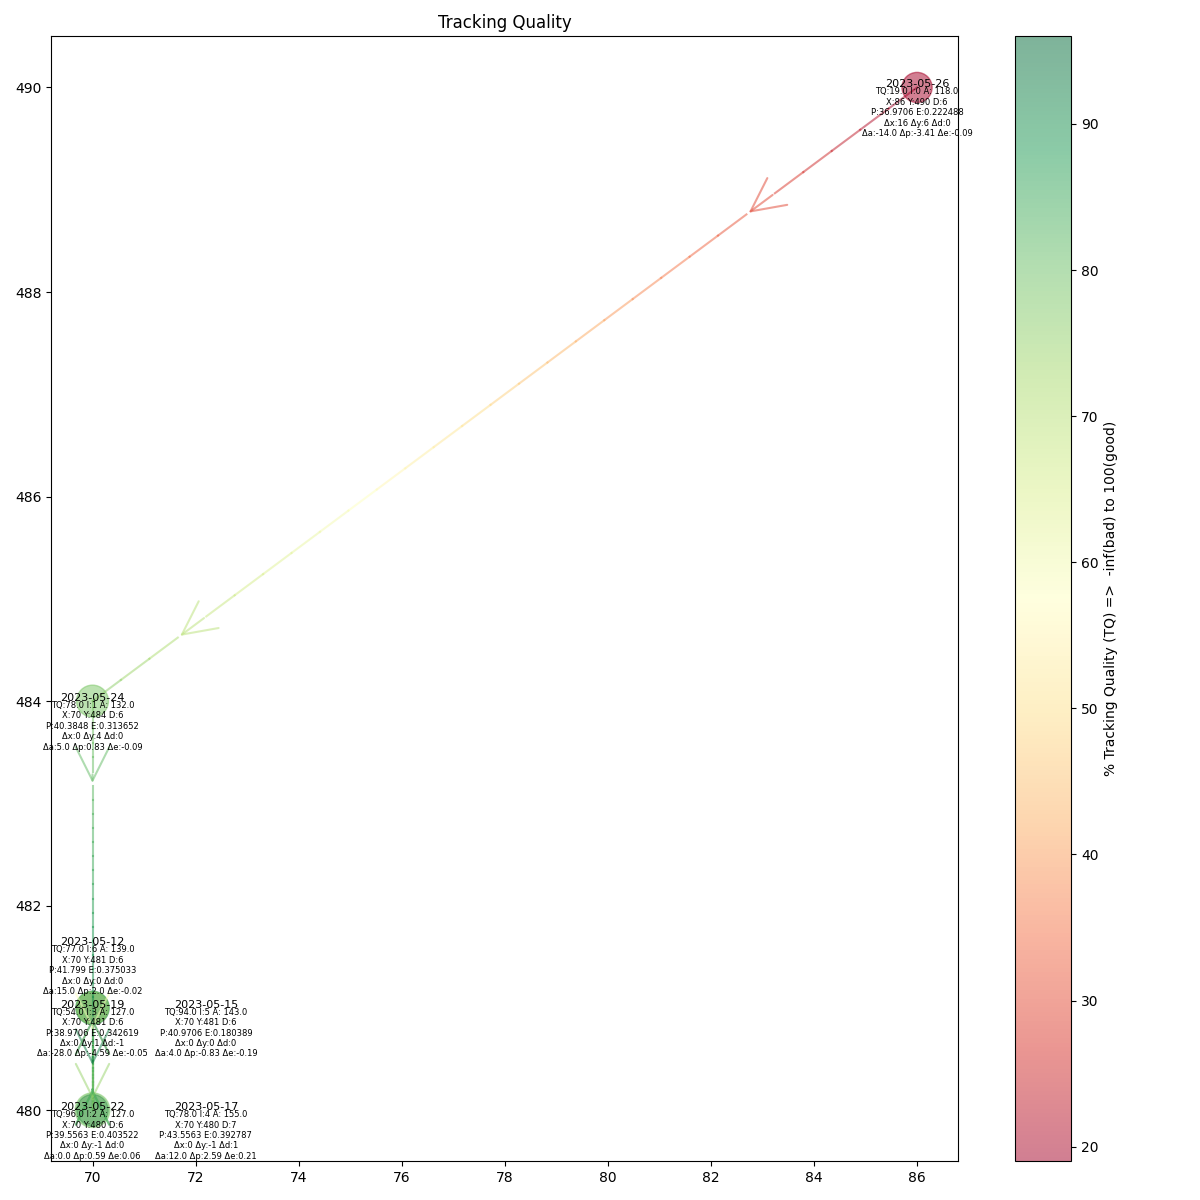 Tracking Quality
2023-05-26
TQ:19.0 I:0 A: 118.0
X:86 Y:490 D:6
P:36.9706 E:0.222488
Δx:16 Δy:6 Δd:0
Δa:-14.0 Δp:-3.41 Δe:-0.09
2023-05-24
TQ:78.0 I:1 A: 132.0
X:70 Y:484 D:6
P:40.3848 E:0.313652
Δx:0 Δy:4 Δd:0
Δa:5.0 Δp:0.83 Δe:-0.09
2023-05-12
TQ:77.0 I:6 A: 139.0
X:70 Y:481 D:6
P:41.799 E:0.375033
Δx:0 Δy:0 Δd:0
Δa:15.0 Δp:2.0 Δe:-0.02
2023-05-19
TQ:54.0 I:3 A: 127.0
X:70 Y:481 D:6
P:38.9706 E:0.342619
Δx:0 Δy:1 Δd:-1
Δa:-28.0 Δp:-4.59 Δe:-0.05
2023-05-15
TQ:94.0 I:5 A: 143.0
X:70 Y:481 D:6
P:40.9706 E:0.180389
Δx:0 Δy:0 Δd:0
Δa:4.0 Δp:-0.83 Δe:-0.19
2023-05-22
TQ:96.0 I:2 A: 127.0
X:70 Y:480 D:6
P:39.5563 E:0.403522
Δx:0 Δy:-1 Δd:0
Δa:0.0 Δp:0.59 Δe:0.06
2023-05-17
TQ:78.0 I:4 A: 155.0
X:70 Y:480 D:7
P:43.5563 E:0.392787
Δx:0 Δy:-1 Δd:1
Δa:12.0 Δp:2.59 Δe:0.21
490
488
486
484
482
480
70 72 74 76 78 80 82 84 86
90
80
70
60
50
40
30
20
% Tracking Quality (TQ) => -inf(bad) to 100(good)